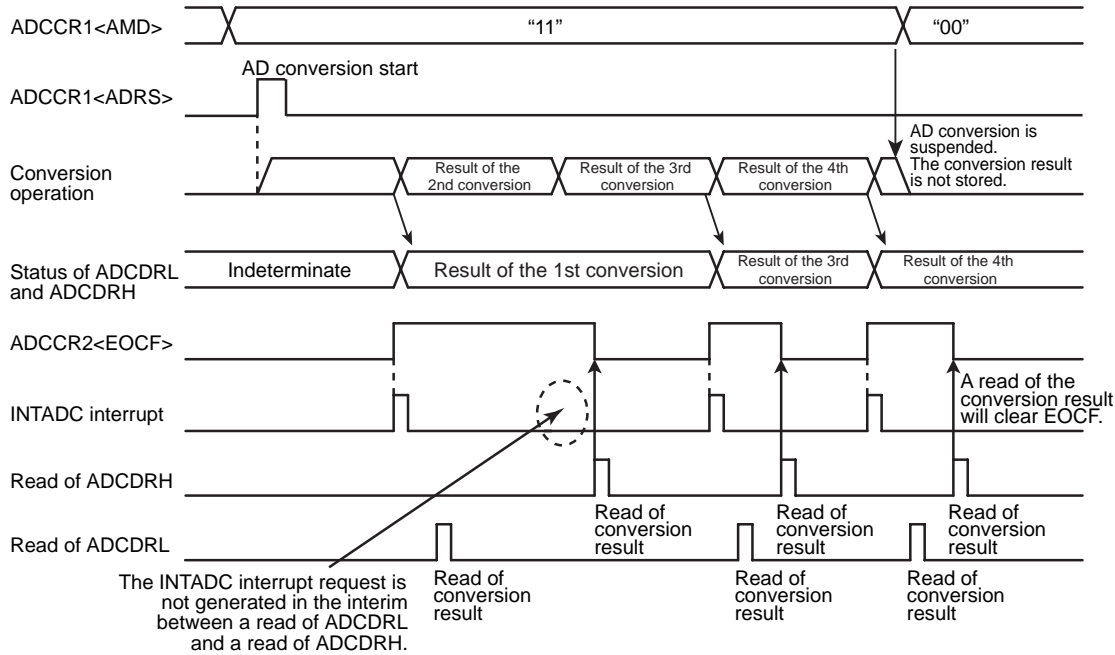 ADCCR1<AMD>
“11”
“00”
AD conversion start
ADCCR1<ADRS>
AD conversion is
suspended.
The conversion result
is not stored.
Conversion
operation
Result of the
2nd conversion
Result of the 3rd
conversion
Result of the 4th
conversion
Status of ADCDRL
and ADCDRH
Indeterminate
Result of the 1st conversion
Result of the 3rd
conversion
Result of the 4th
conversion
ADCCR2<EOCF>
INTADC interrupt
A read of the
conversion result
will clear EOCF.
Read of ADCDRH
Read of
conversion
result
Read of
conversion
result
Read of
conversion
result
Read of ADCDRL
Read of
conversion
result
Read of
conversion
result
Read of
conversion
result
The INTADC interrupt request is
not generated in the interim
between a read of ADCDRL
and a read of ADCDRH.